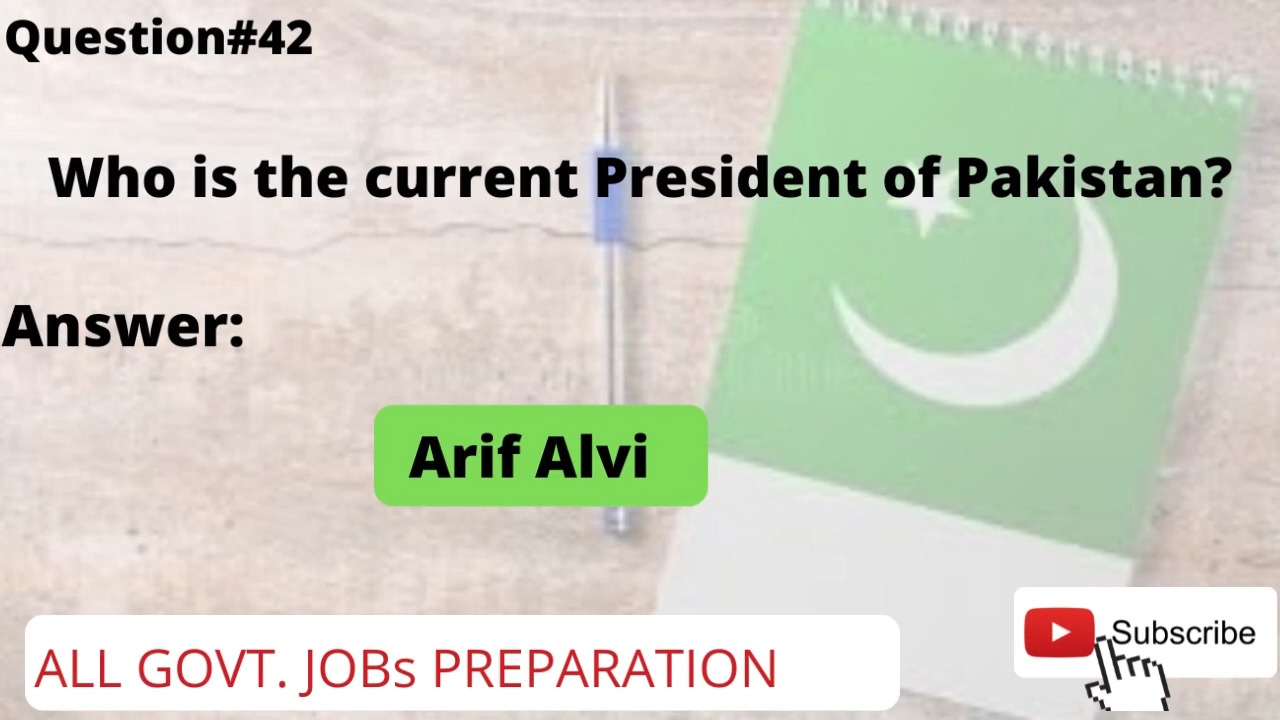 Question#42
Who is the current President of Pakistan?
Answer:
Arif Alvi
ALL GOVT. JOBs PREPARATION
Subscribe